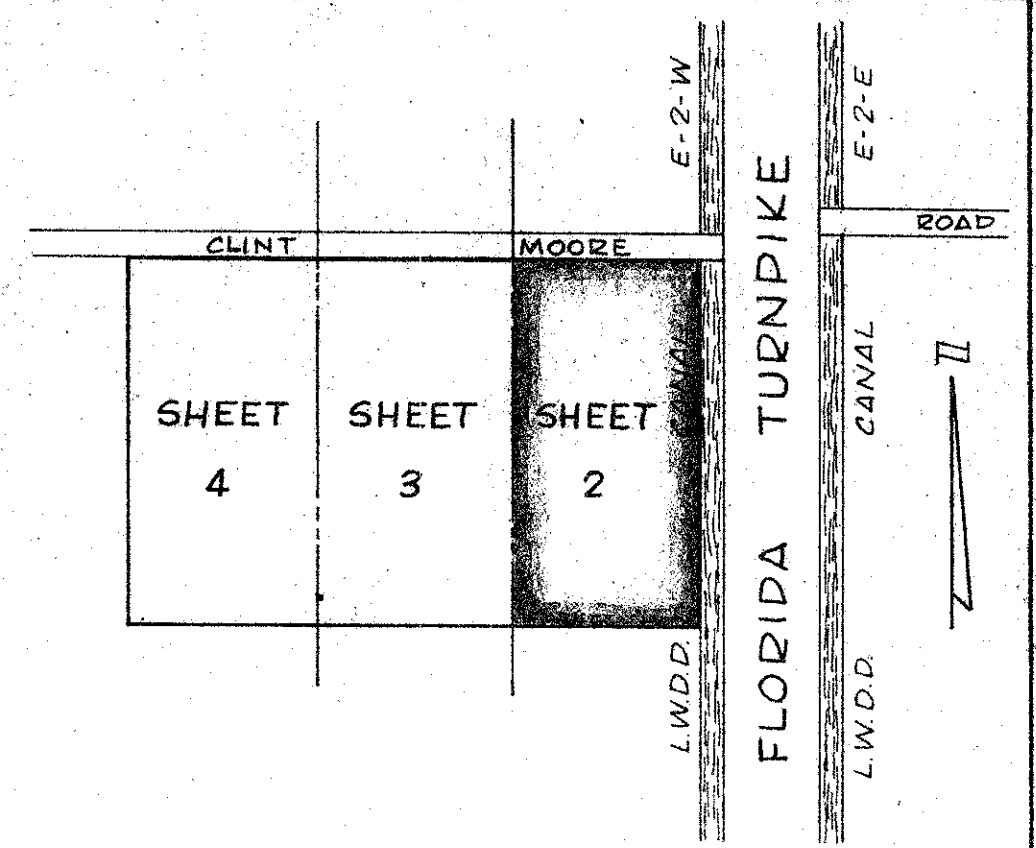 CLINT MOORE ROAD
SHEET
4
SHEET
3
SHEET
2
L.W.D.D. CANAL E-2-W
FLORIDA TURNPIKE
L.W.D.D. CANAL E-2-E
N